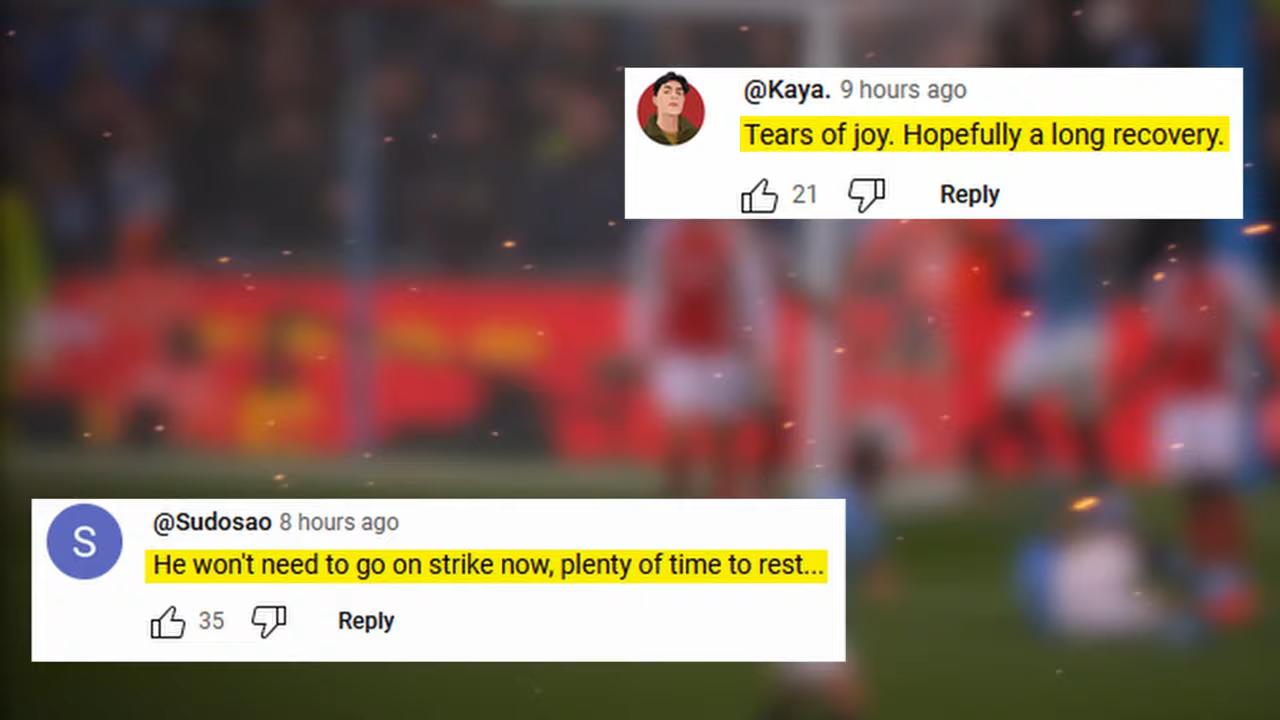 @Kaya. 9 hours ago
Tears of joy. Hopefully a long recovery.
21 Reply
S
@Sudosao 8 hours ago
He won't need to go on strike now, plenty of time to rest...
35 Reply